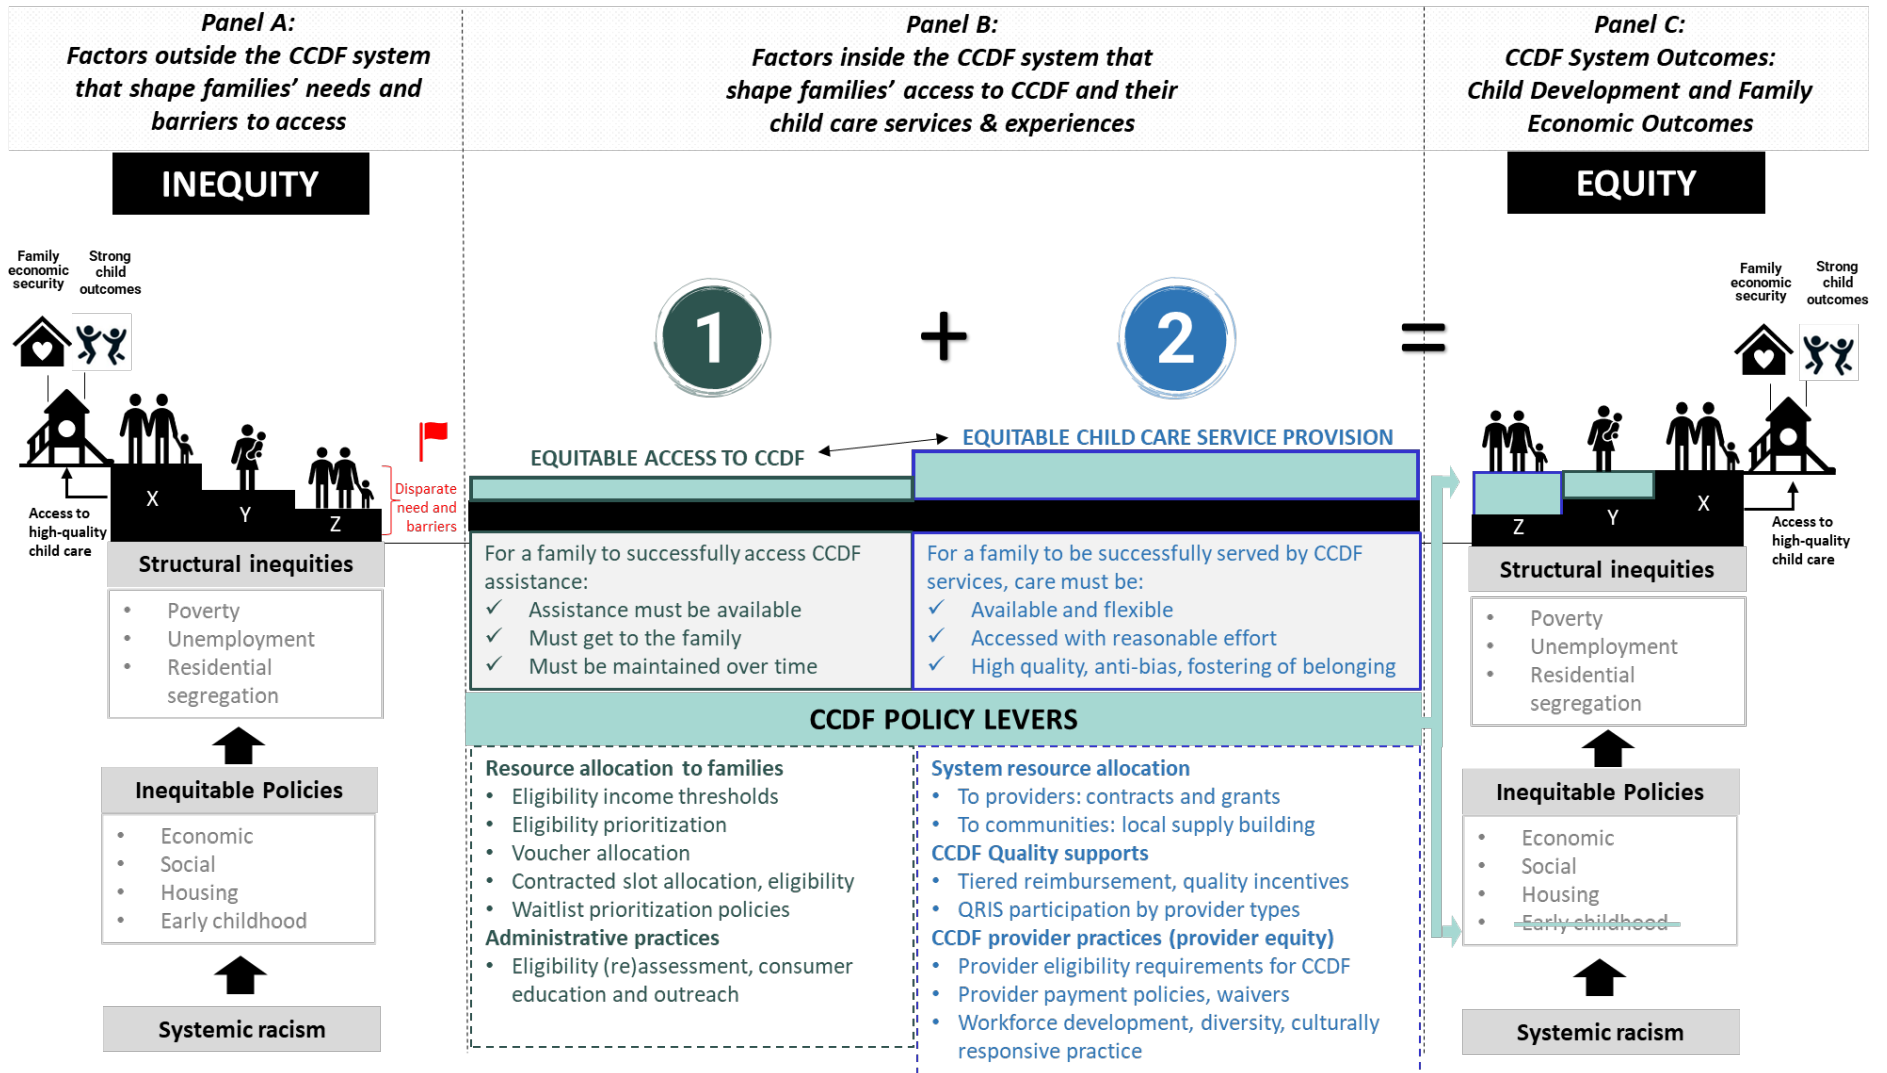 Panel A:
Factors outside the CCDF system
that shape families’ needs and
barriers to access
INEQUITY
Family
economic
security
Strong
child
outcomes
X
Y
Z
Disparate
need and
barriers
Access to
high-quality
child care
Structural inequities
• Poverty
• Unemployment
• Residential
segregation
Inequitable Policies
• Economic
• Social
• Housing
• Early childhood
Systemic racism
Panel B:
Factors inside the CCDF system that
shape families’ access to CCDF and their
child care services & experiences
1
+
2
=
EQUITABLE ACCESS TO CCDF
EQUITABLE CHILD CARE SERVICE PROVISION
For a family to successfully access CCDF
assistance:
✓ Assistance must be available
✓ Must get to the family
✓ Must be maintained over time
For a family to be successfully served by CCDF
services, care must be:
✓ Available and flexible
✓ Accessed with reasonable effort
✓ High quality, anti-bias, fostering of belonging
CCDF POLICY LEVERS
Resource allocation to families
• Eligibility income thresholds
• Eligibility prioritization
• Voucher allocation
• Contracted slot allocation, eligibility
• Waitlist prioritization policies
Administrative practices
• Eligibility (re)assessment, consumer
education and outreach
System resource allocation
• To providers: contracts and grants
• To communities: local supply building
CCDF Quality supports
• Tiered reimbursement, quality incentives
• QRIS participation by provider types
CCDF provider practices (provider equity)
• Provider eligibility requirements for CCDF
• Provider payment policies, waivers
• Workforce development, diversity, culturally
responsive practice
Panel C:
CCDF System Outcomes:
Child Development and Family
Economic Outcomes
EQUITY
Family
economic
security
Strong
child
outcomes
Z
Y
X
Access to
high-quality
child care
Structural inequities
• Poverty
• Unemployment
• Residential
segregation
Inequitable Policies
• Economic
• Social
• Housing
• Early childhood
Systemic racism